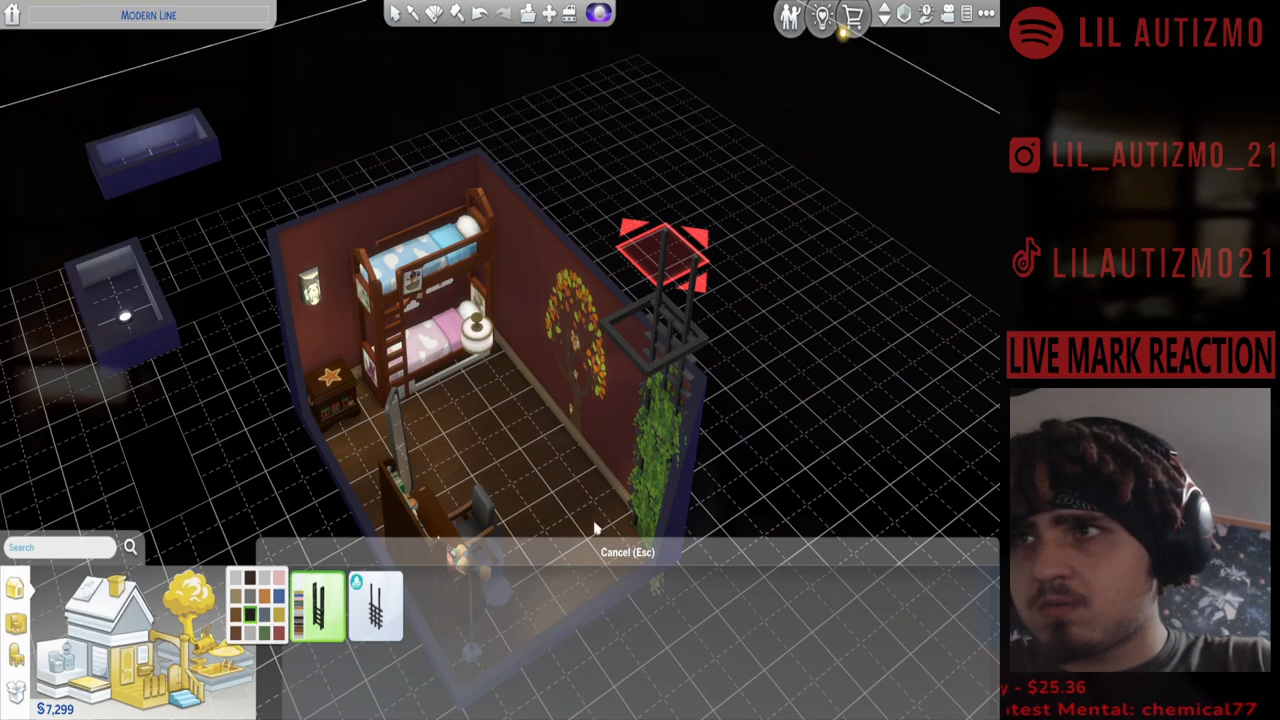 MODERN LINE
LIL AUTIZMO
LIL_AUTIZMO_21
LILAUTIZMO21
LIVE MARK REACTION
Cancel (Esc)
Search
$7,299
y - $25.36
test Mental: chemical77